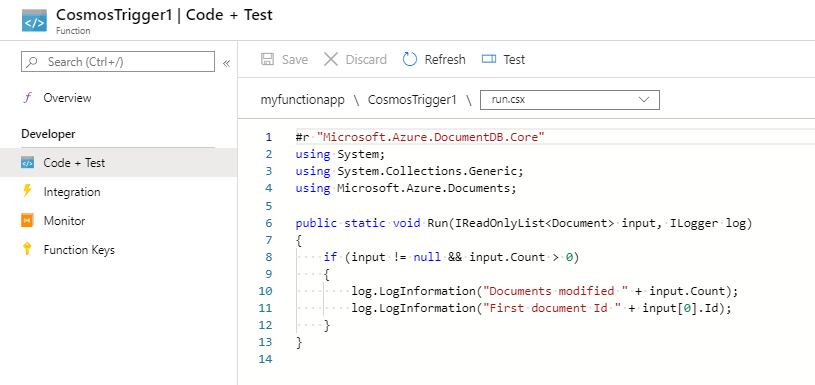 CosmosTrigger1 | Code + Test
Function
Search (Ctrl+/)
«
Overview
Developer
Code + Test
Integration
Monitor
Function Keys
Save Discard Refresh Test
myfunctionapp \ CosmosTrigger1 \ run.csx
1 #r "Microsoft.Azure.DocumentDB.Core"
2 using System;
3 using System.Collections.Generic;
4 using Microsoft.Azure.Documents;
5
6 public static void Run(IReadOnlyList<Document> input, ILogger log)
7 {
8     if (input != null && input.Count > 0)
9     {
10         log.LogInformation("Documents modified " + input.Count);
11         log.LogInformation("First document Id " + input[0].Id);
12     }
13 }
14